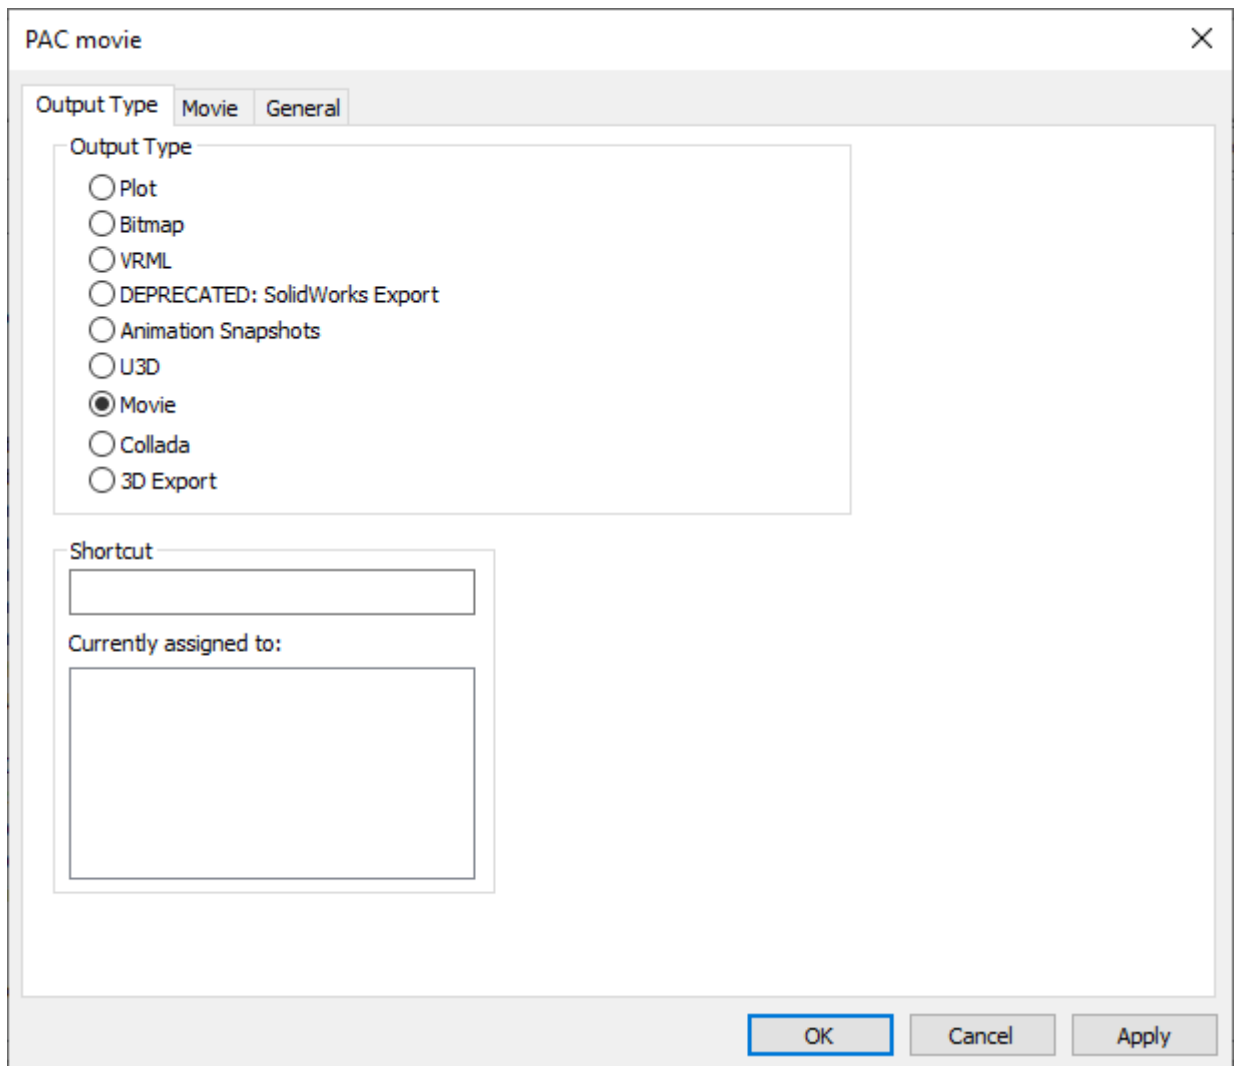 PAC movie
Output Type Movie General
Output Type
Plot
Bitmap
VRML
DEPRECATED: SolidWorks Export
Animation Snapshots
U3D
Movie
Collada
3D Export
Shortcut
Currently assigned to:
OK Cancel Apply